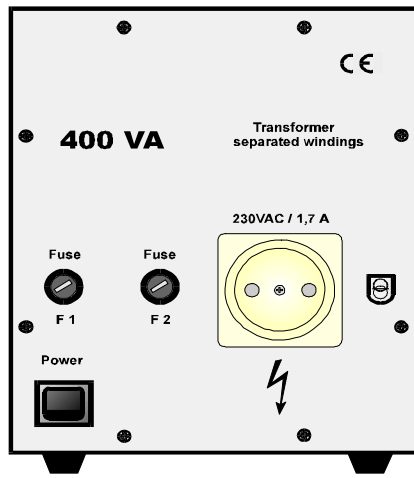 CE
400 VA
Transformer
separated windings
230VAC / 1,7 A
Fuse
Fuse
F 1
F 2
Power